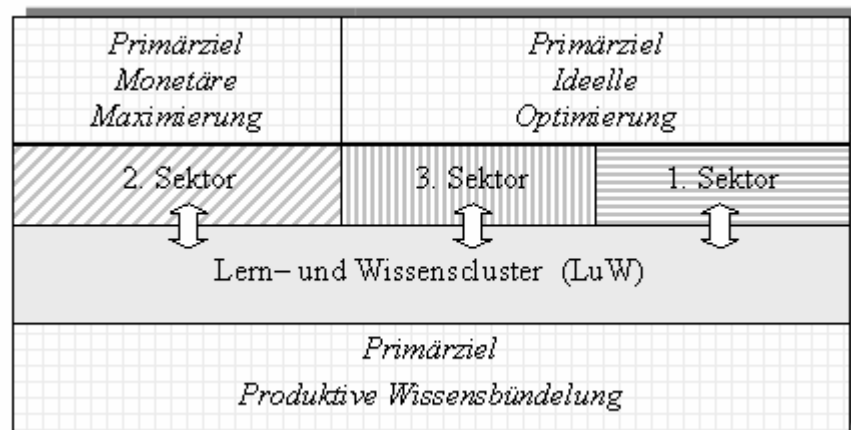 Primärziel
Monetäre
Maximierung
Primärziel
Ideelle
Optimierung
2. Sektor
3. Sektor
1. Sektor
Lern– und Wissenscluster (LuW)
Primärziel
Produktive Wissensbündelung